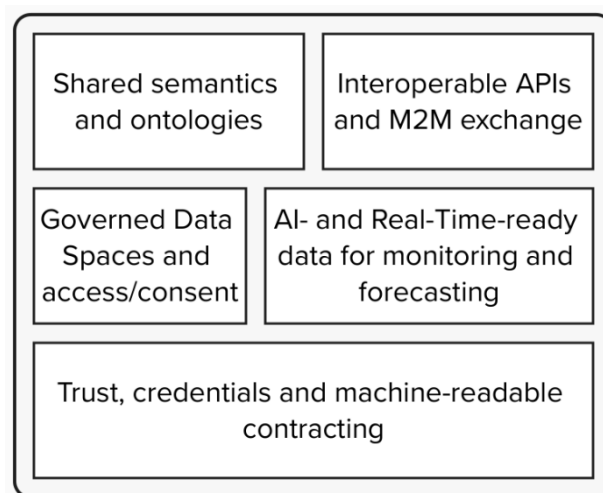 Shared semantics
and ontologies
Interoperable APIs
and M2M exchange
Governed Data
Spaces and
access/consent
AI- and Real-Time-ready
data for monitoring and
forecasting
Trust, credentials and machine-readable
contracting